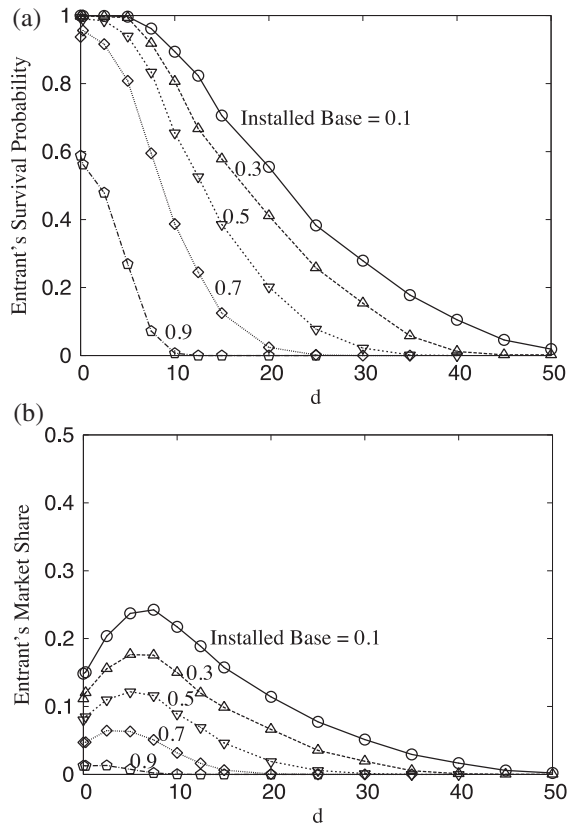 (a)
Entrant's Survival Probability
1
0.8
0.6
0.4
0.2
0
Installed Base = 0.1
0.3
0.5
0.7
0.9
0 10 20 30 40 50
d
(b)
Entrant's Market Share
0.5
0.4
0.3
0.2
0.1
0
Installed Base = 0.1
0.3
0.5
0.7
0.9
0 10 20 30 40 50
d